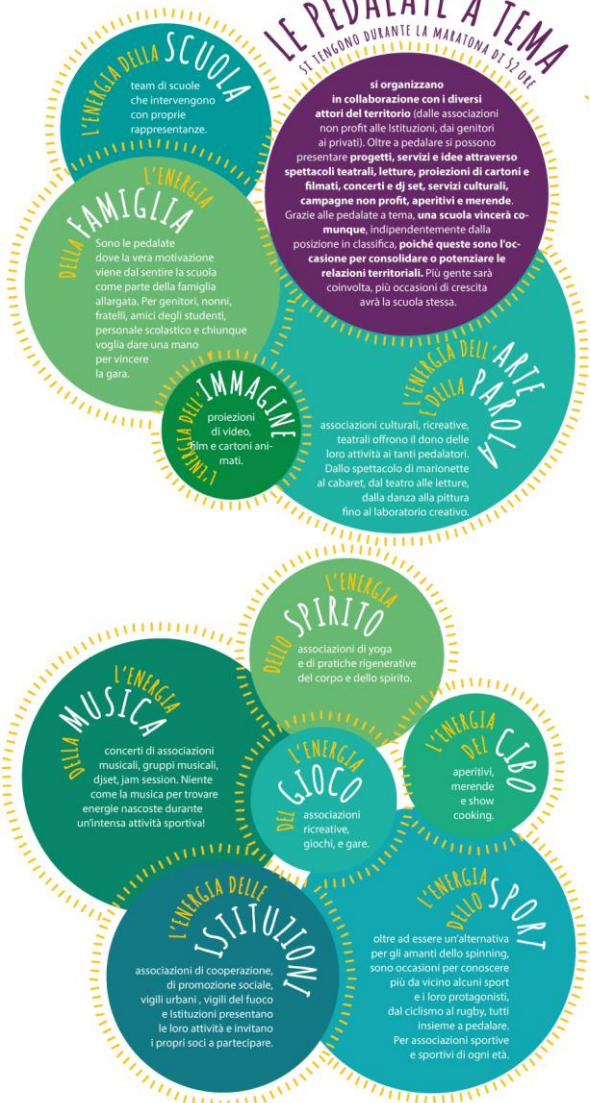 LE PEDALATE A TEMA
SI TENGONO DURANTE LA MARATONA DI 52 ORE
si organizzano
in collaborazione con i diversi
attori del territorio (dalle associazioni
non profit alle Istituzioni, dai genitori
ai privati). Oltre a pedalare si possono
presentare progetti, servizi e idee attraverso
spettacoli teatrali, letture, proiezioni di cartoni e
filmati, concerti e dj set, servizi culturali,
campagne non profit, aperitivi e merende.
Grazie alle pedalate a tema, una scuola vincerà co-
munque, indipendentemente dalla
posizione in classifica, poiché queste sono l'oc-
casione per consolidare o potenziare le
relazioni territoriali. Più gente sarà
coinvolta, più occasioni di crescita
avrà la scuola stessa.
L'ENERGIA DELLA SCUOLA
team di scuole
che intervengono
con proprie
rappresentanze.
L'ENERGIA
DELLA FAMIGLIA
Sono le pedalate
dove la vera motivazione
viene dal sentire la scuola
come parte della famiglia
allargata. Per genitori, nonni,
fratelli, amici degli studenti,
personale scolastico e chiunque
voglia dare una mano
per vincere
la gara.
L'ENERGIA DELL'IMMAGINE
proiezioni
di video,
film e cartoni ani-
mati.
L'ENERGIA DELL'ARTE
E DELLA PAROLA
associazioni culturali, ricreative,
teatrali offrono il dono delle
loro attività ai tanti pedalatori.
Dallo spettacolo di marionette
al cabaret, dal teatro alle letture,
dalla danza alla pittura
fino al laboratorio creativo.
L'ENERGIA
DELLO SPIRITO
associazioni di yoga
e di pratiche rigenerative
del corpo e dello spirito.
L'ENERGIA
DELLA MUSICA
concerti di associazioni
musicali, gruppi musicali,
djset, jam session. Niente
come la musica per trovare
energie nascoste durante
un'intensa attività sportiva!
L'ENERGIA
DEL GIOCO
associazioni
ricreative,
giochi, e gare.
L'ENERGIA
DEL CIBO
aperitivi,
merende
e show
cooking.
L'ENERGIA DELLE
ISTITUZIONI
associazioni di cooperazione,
di promozione sociale,
vigili urbani , vigili del fuoco
e Istituzioni presentano
le loro attività e invitano
i propri soci a partecipare.
L'ENERGIA
DELLO SPORT
oltre ad essere un'alternativa
per gli amanti dello spinning,
sono occasioni per conoscere
più da vicino alcuni sport
e i loro protagonisti,
dal ciclismo al rugby, tutti
insieme a pedalare.
Per associazioni sportive
e sportivi di ogni età.